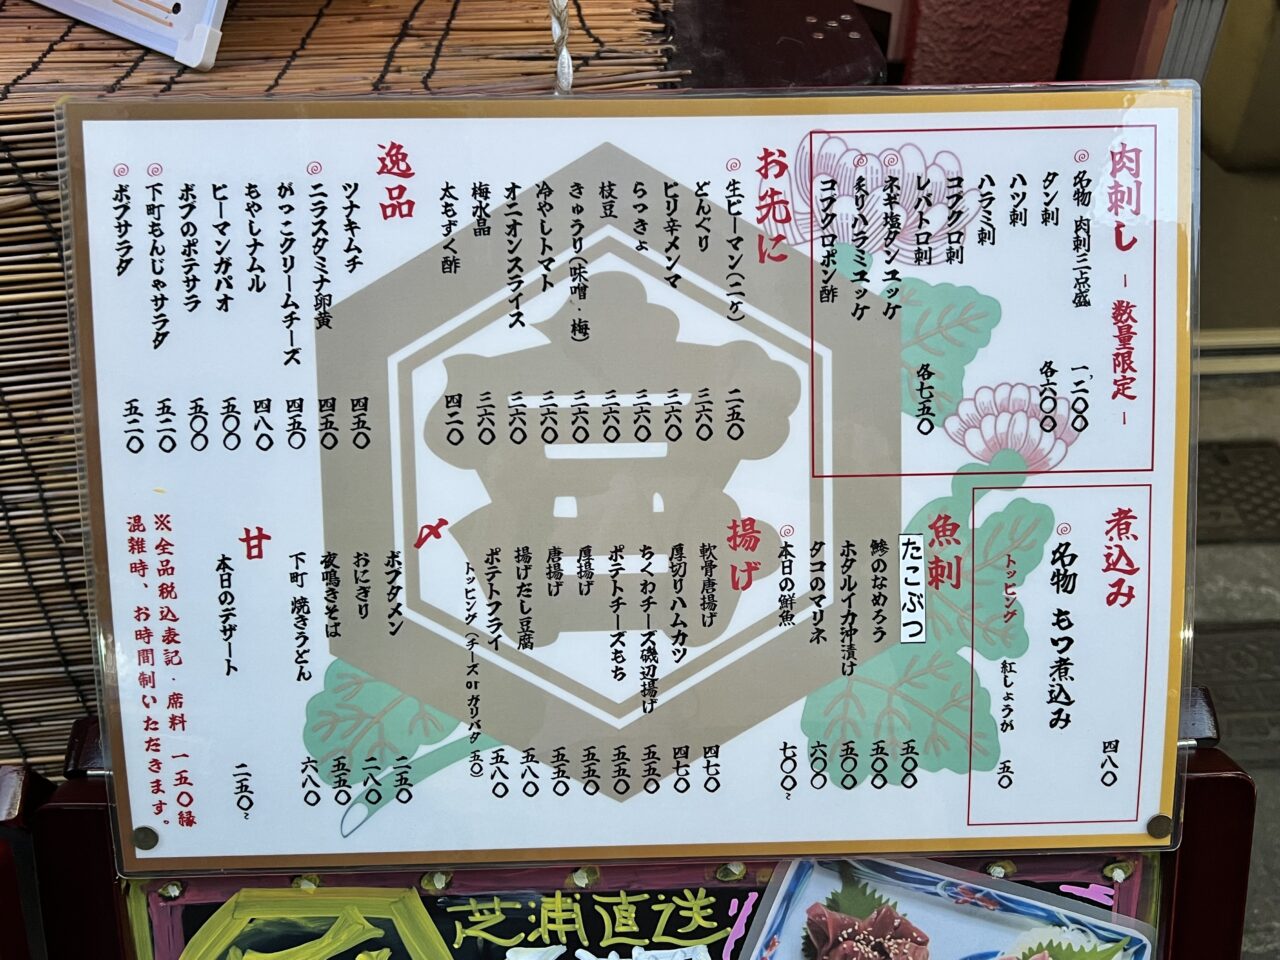 肉刺し ー数量限定ー
名物 肉刺三点盛 一、二〇〇
タン刺 各六〇〇
ハツ刺
ハラミ刺
コブクロ刺
レバトロ刺 各七五〇
ネギ塩タンユッケ
炙りハラミユッケ
コブクロポン酢
お先に
生ピーマン(二ヶ) 二五〇
どんぐり 三六〇
ピリ辛メンマ 三六〇
らっきょ 三六〇
枝豆 三六〇
きゅうり(味噌・梅) 三六〇
冷やしトマト 三六〇
オニオンスライス 三六〇
梅水晶 三六〇
太もずく酢 四二〇
逸品
ツナキムチ 四五〇
ニラスタミナ卵黄 四五〇
がっこクリームチーズ 四五〇
もやしナムル 四八〇
ピーマンガパオ 五〇〇
ボブのポテサラ 五〇〇
下町もんじゃサラダ 五二〇
ボブサラダ 五二〇
煮込み
名物 もつ煮込み 四八〇
トッピング 紅しょうが 五〇
魚刺
たこぶつ 五〇〇
鯵のなめろう 五〇〇
ホタルイカ沖漬け 五〇〇
タコのマリネ 六〇〇
本日の鮮魚 七〇〇~
揚げ
軟骨唐揚げ 四七〇
厚切りハムカツ 四七〇
ちくわチーズ磯辺揚げ 五五〇
ポテトチーズもち 五五〇
厚揚げ 五五〇
唐揚げ 五五〇
揚げだし豆腐 五八〇
ポテトフライ 五八〇
トッピング(チーズorガリバタ 五〇)
〆
ボブタメン 二五〇
おにぎり 二八〇
夜鳴きそば 五五〇
下町 焼きうどん 六八〇
甘
本日のデザート 二五〇~
※全品税込表記・席料 一五〇縁
混雑時、お時間制いただきます。
芝浦直送